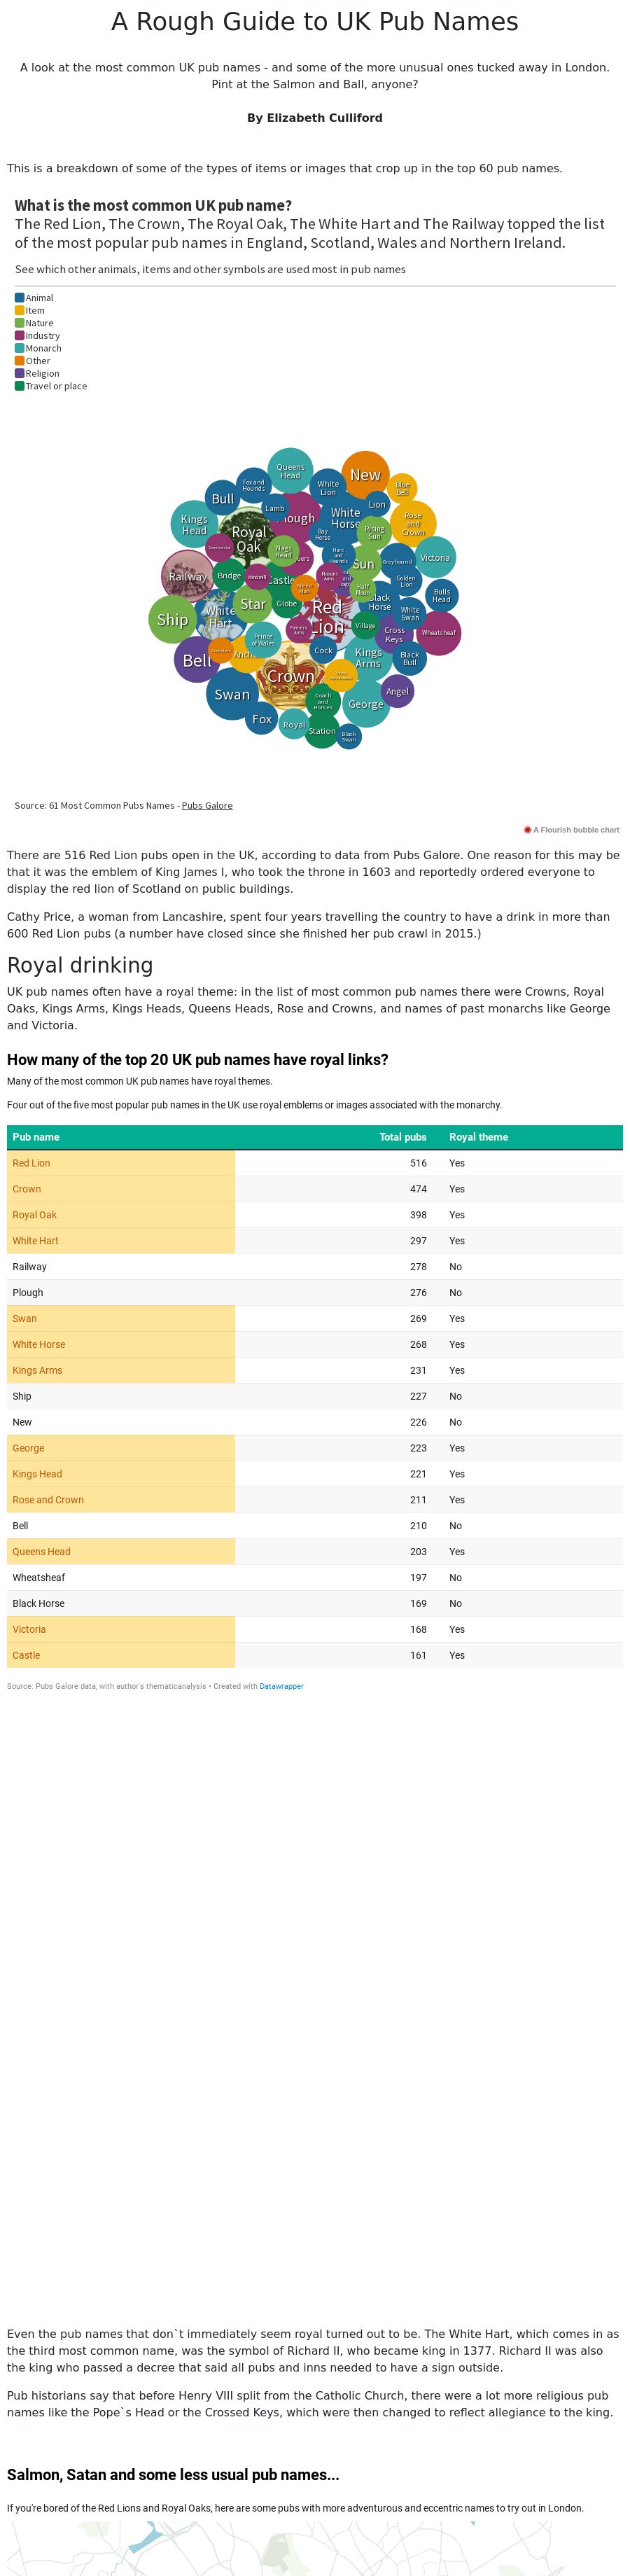 A Rough Guide to UK Pub Names
A look at the most common UK pub names - and some of the more unusual ones tucked away in London.
Pint at the Salmon and Ball, anyone?
By Elizabeth Culliford
This is a breakdown of some of the types of items or images that crop up in the top 60 pub names.
What is the most common UK pub name?
The Red Lion, The Crown, The Royal Oak, The White Hart and The Railway topped the list
of the most popular pub names in England, Scotland, Wales and Northern Ireland.
See which other animals, items and other symbols are used most in pub names
Animal
Item
Nature
Industry
Monarch
Other
Religion
Travel or place
Queens
Head
New
Fox and
Hounds
White
Lion
Blue
Bell
Bull
Lion
Lamb
Plough
White
Horse
Rose
and
Crown
Kings
Head
Royal
Oak
Bay
Horse
Rising
Sun
Nags
Head
Hare
and
Hounds
Victoria
Greyhound
Sun
Railway
Bridge
Windmill
Castle
Masons
Arms
Golden
Lion
Green
Man
Half
Moon
Bulls
Head
Star
Globe
Red
Lion
Black
Horse
White
Swan
Ship
White
Hart
Village
Farmers
Arms
Cross
Keys
Wheatsheaf
Prince
of Wales
Cock
Kings
Arms
Black
Bull
Bell
Crown
Angel
Swan
Coach
and
Horses
George
Fox
Royal
Station
Black
Swan
Source: 61 Most Common Pubs Names - Pubs Galore
A Flourish bubble chart
There are 516 Red Lion pubs open in the UK, according to data from Pubs Galore. One reason for this may be
that it was the emblem of King James I, who took the throne in 1603 and reportedly ordered everyone to
display the red lion of Scotland on public buildings.
Cathy Price, a woman from Lancashire, spent four years travelling the country to have a drink in more than
600 Red Lion pubs (a number have closed since she finished her pub crawl in 2015.)
Royal drinking
UK pub names often have a royal theme: in the list of most common pub names there were Crowns, Royal
Oaks, Kings Arms, Kings Heads, Queens Heads, Rose and Crowns, and names of past monarchs like George
and Victoria.
How many of the top 20 UK pub names have royal links?
Many of the most common UK pub names have royal themes.
Four out of the five most popular pub names in the UK use royal emblems or images associated with the monarchy.
Pub name Total pubs Royal theme
Red Lion 516 Yes
Crown 474 Yes
Royal Oak 398 Yes
White Hart 297 Yes
Railway 278 No
Plough 276 No
Swan 269 Yes
White Horse 268 Yes
Kings Arms 231 Yes
Ship 227 No
New 226 No
George 223 Yes
Kings Head 221 Yes
Rose and Crown 211 Yes
Bell 210 No
Queens Head 203 Yes
Wheatsheaf 197 No
Black Horse 169 No
Victoria 168 Yes
Castle 161 Yes
Source: Pubs Galore data, with author's thematicanalysis • Created with Datawrapper
Even the pub names that don`t immediately seem royal turned out to be. The White Hart, which comes in as
the third most common name, was the symbol of Richard II, who became king in 1377. Richard II was also
the king who passed a decree that said all pubs and inns needed to have a sign outside.
Pub historians say that before Henry VIII split from the Catholic Church, there were a lot more religious pub
names like the Pope`s Head or the Crossed Keys, which were then changed to reflect allegiance to the king.
Salmon, Satan and some less usual pub names...
If you're bored of the Red Lions and Royal Oaks, here are some pubs with more adventurous and eccentric names to try out in London.